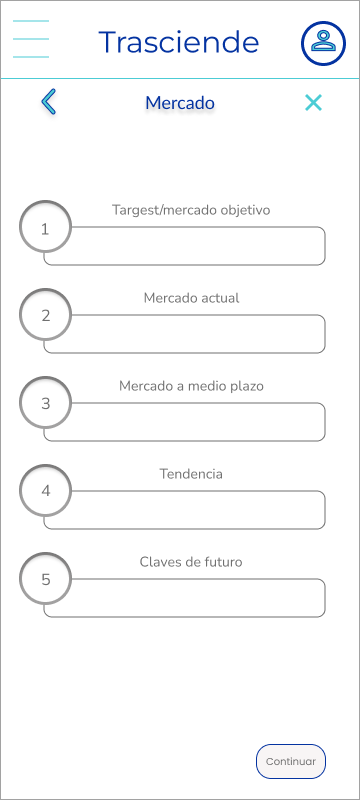 Trasciende
Mercado
Targest/mercado objetivo
1
Mercado actual
2
Mercado a medio plazo
3
Tendencia
4
Claves de futuro
5
Continuar